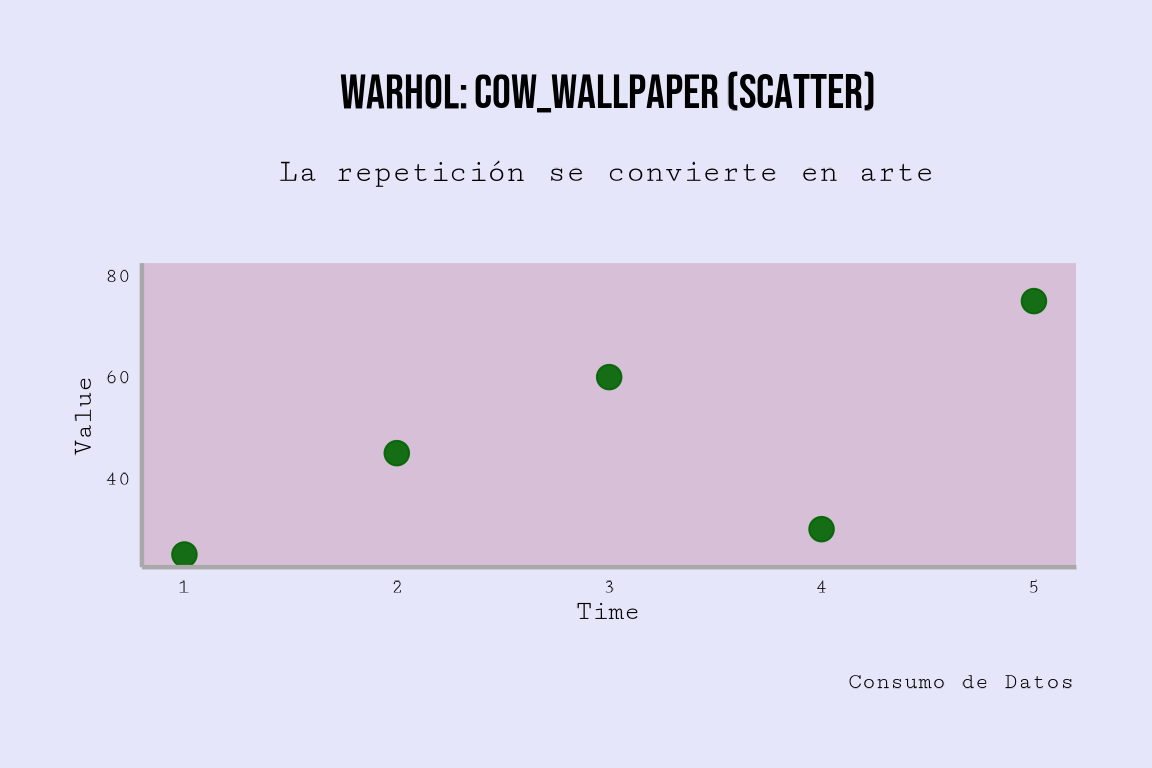 WARHOL: COW_WALLPAPER (SCATTER)
La repetición se convierte en arte
80
60
40
Value
1 2 3 4 5
Time
Consumo de Datos